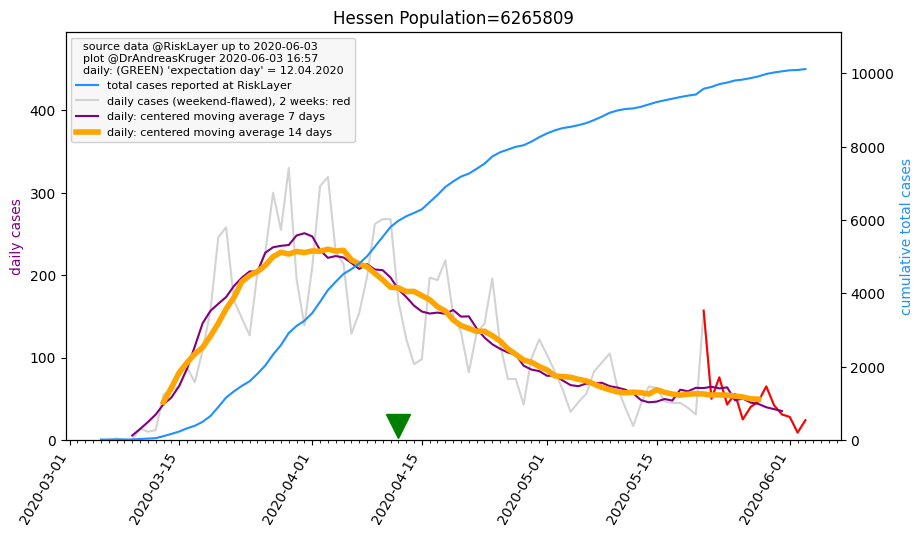 Hessen Population=6265809
source data @RiskLayer up to 2020-06-03
plot @DrAndreasKruger 2020-06-03 16:57
daily: (GREEN) 'expectation day' = 12.04.2020
total cases reported at RiskLayer
daily cases (weekend-flawed), 2 weeks: red
daily: centered moving average 7 days
daily: centered moving average 14 days
daily cases
400
300
200
100
0
cumulative total cases
10000
8000
6000
4000
2000
0
2020-03-01
2020-03-15
2020-04-01
2020-04-15
2020-05-01
2020-05-15
2020-06-01